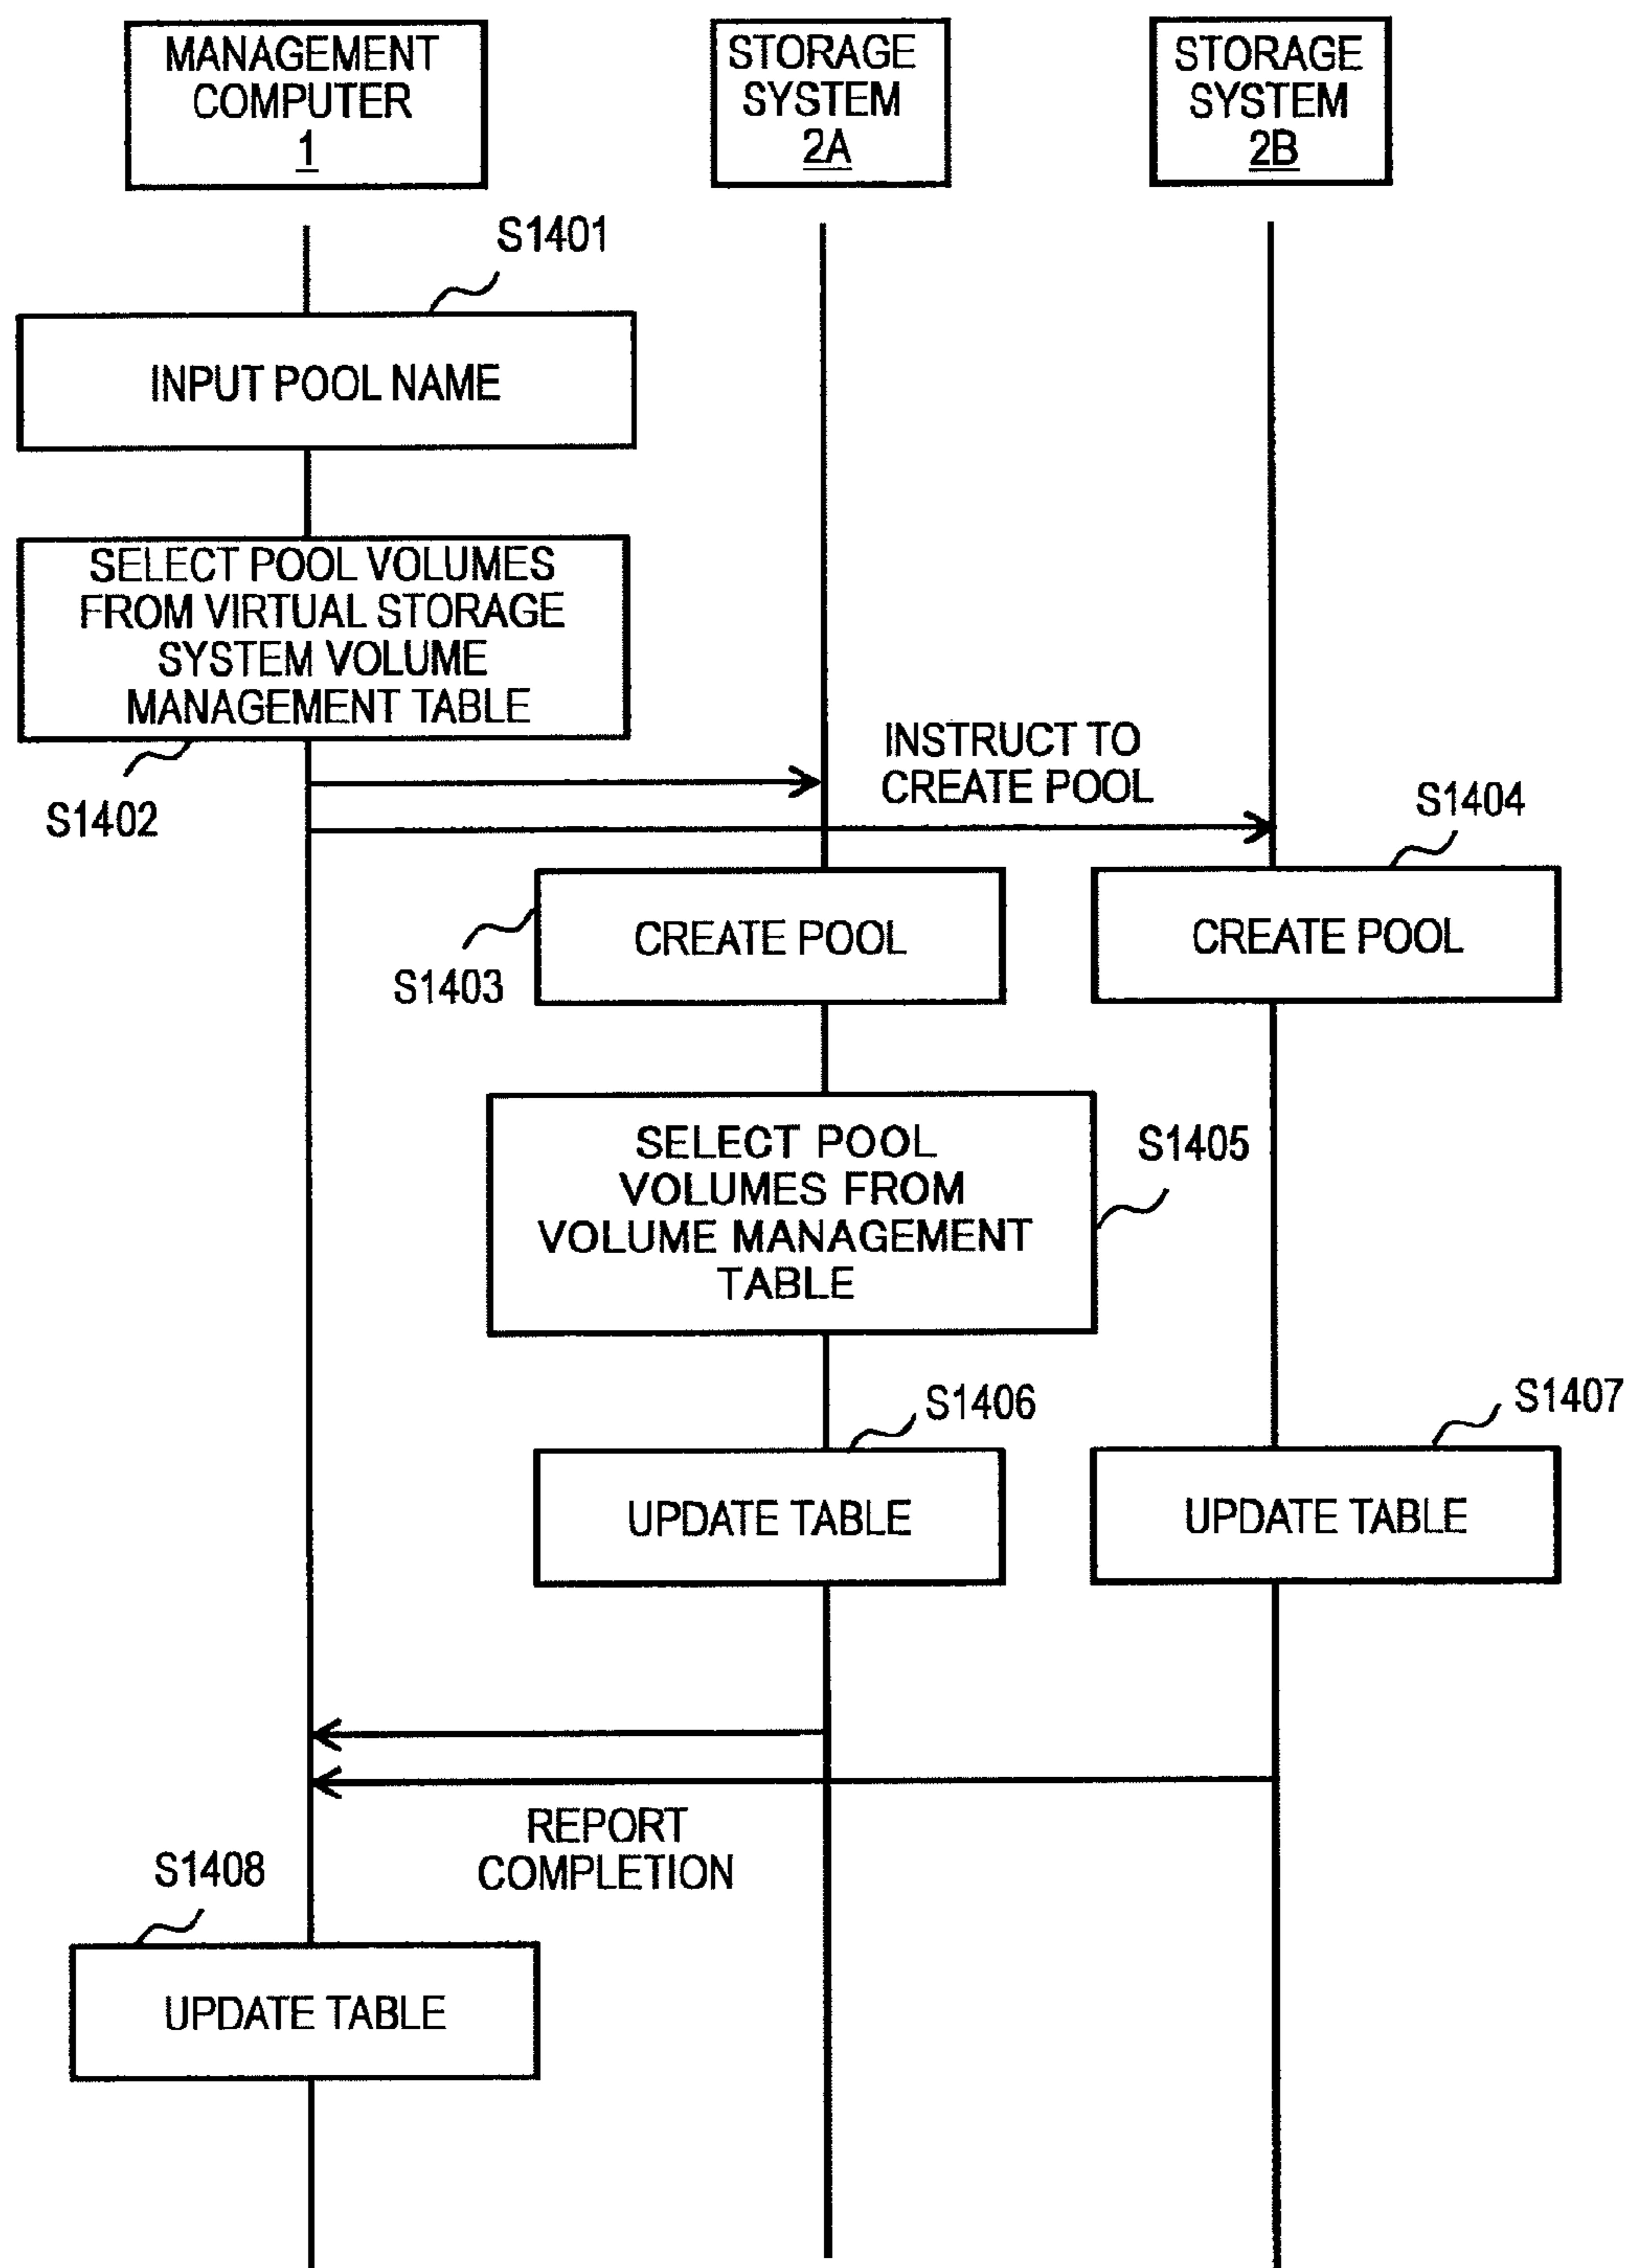 MANAGEMENT
COMPUTER
1
STORAGE
SYSTEM
2A
STORAGE
SYSTEM
2B
S1401
INPUT POOL NAME
SELECT POOL VOLUMES
FROM VIRTUAL STORAGE
SYSTEM VOLUME
MANAGEMENT TABLE
S1402
INSTRUCT TO
CREATE POOL
S1404
CREATE POOL
S1403
CREATE POOL
SELECT POOL
VOLUMES FROM
VOLUME MANAGEMENT
TABLE
S1405
S1406
UPDATE TABLE
S1407
UPDATE TABLE
REPORT
COMPLETION
S1408
UPDATE TABLE